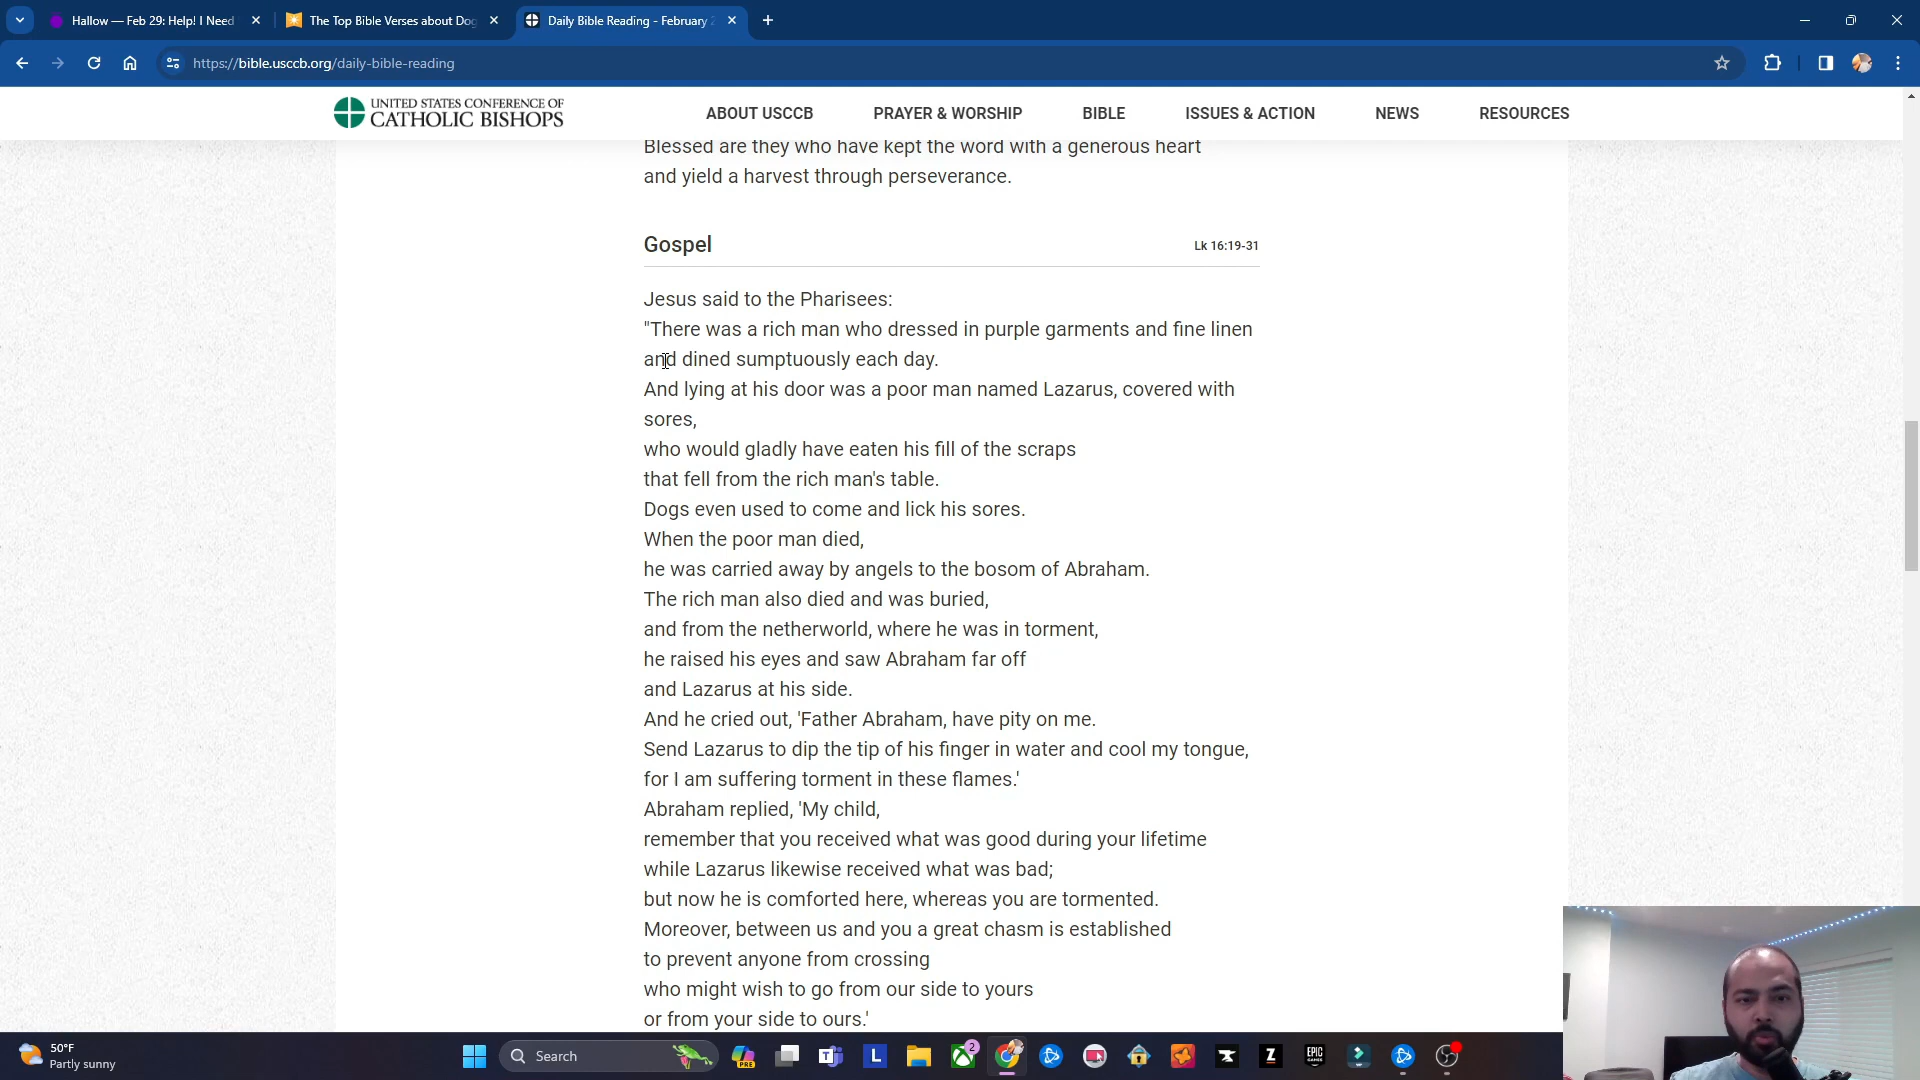 Hallow — Feb 29: Help! I Need
The Top Bible Verses about Dog
Daily Bible Reading - February 2
https://bible.usccb.org/daily-bible-reading
UNITED STATES CONFERENCE OF
CATHOLIC BISHOPS
ABOUT USCCB
PRAYER & WORSHIP
BIBLE
ISSUES & ACTION
NEWS
RESOURCES
Blessed are they who have kept the word with a generous heart
and yield a harvest through perseverance.
Gospel
Lk 16:19-31
Jesus said to the Pharisees:
"There was a rich man who dressed in purple garments and fine linen
and dined sumptuously each day.
And lying at his door was a poor man named Lazarus, covered with
sores,
who would gladly have eaten his fill of the scraps
that fell from the rich man's table.
Dogs even used to come and lick his sores.
When the poor man died,
he was carried away by angels to the bosom of Abraham.
The rich man also died and was buried,
and from the netherworld, where he was in torment,
he raised his eyes and saw Abraham far off
and Lazarus at his side.
And he cried out, 'Father Abraham, have pity on me.
Send Lazarus to dip the tip of his finger in water and cool my tongue,
for I am suffering torment in these flames.'
Abraham replied, 'My child,
remember that you received what was good during your lifetime
while Lazarus likewise received what was bad;
but now he is comforted here, whereas you are tormented.
Moreover, between us and you a great chasm is established
to prevent anyone from crossing
who might wish to go from our side to yours
or from your side to ours.'
50°F
Partly sunny
Search
PRE
L
2
Z
EPIC
GAMES